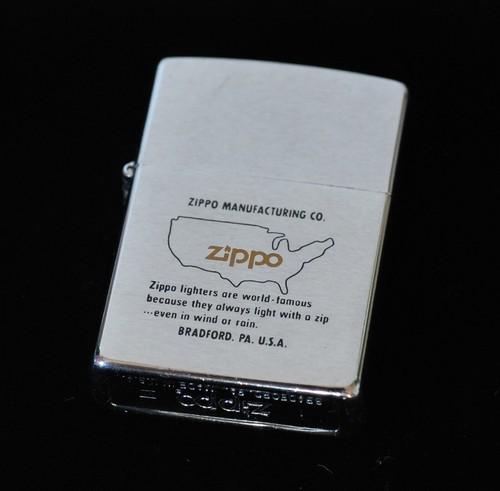 ZIPPO MANUFACTURING CO.
zippo
Zippo lighters are world-famous
because they always light with a zip
...even in wind or rain.
BRADFORD, PA. U.S.A.
Zippo